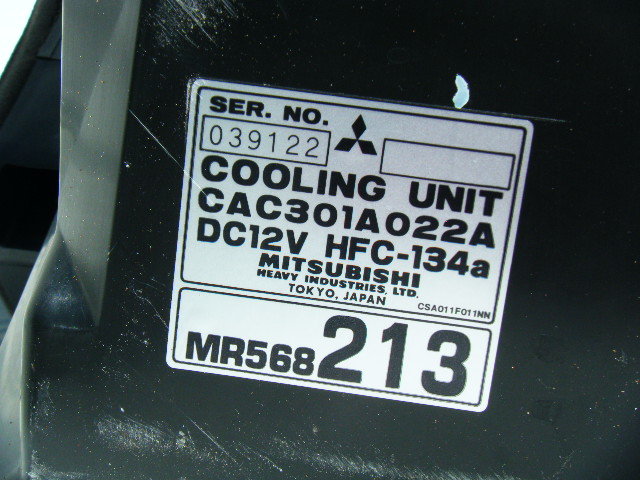 SER. NO.
039122
COOLING UNIT
CAC301A022A
DC12V HFC-134a
MITSUBISHI
HEAVY INDUSTRIES, LTD.
TOKYO, JAPAN
CSA011F011NN
MR568213